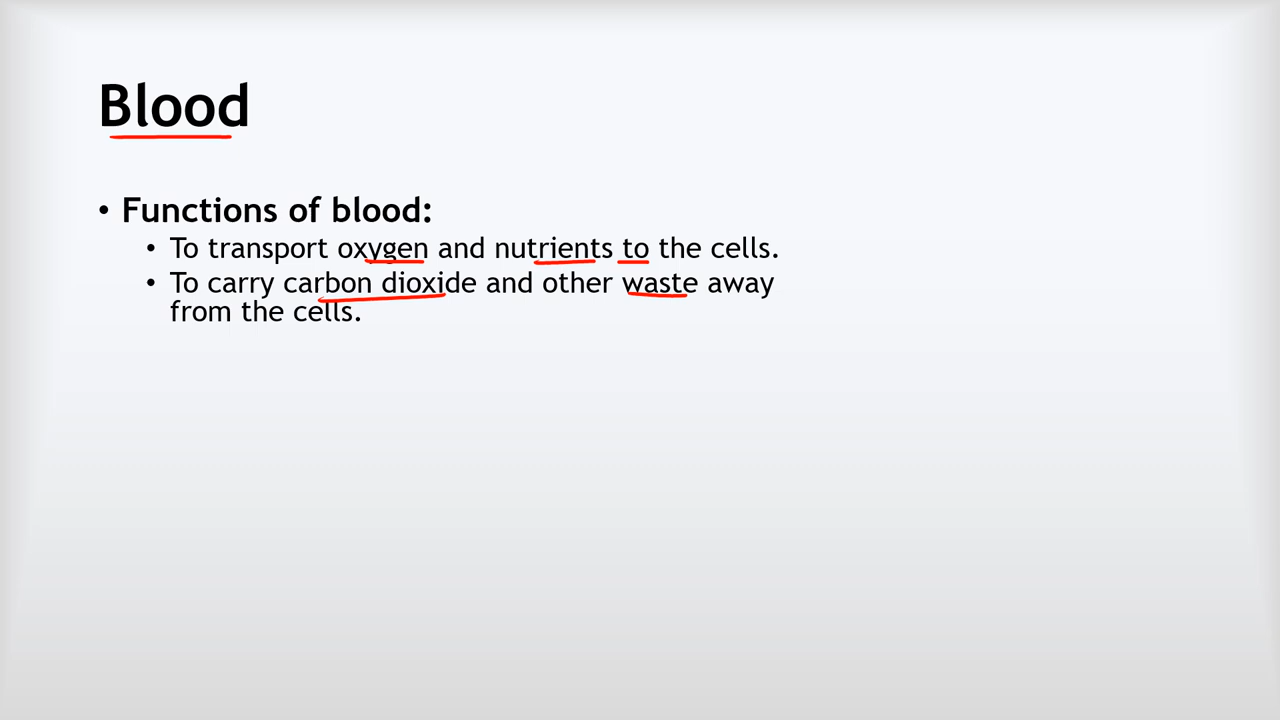 Blood
• Functions of blood:
• To transport oxygen and nutrients to the cells.
• To carry carbon dioxide and other waste away
from the cells.